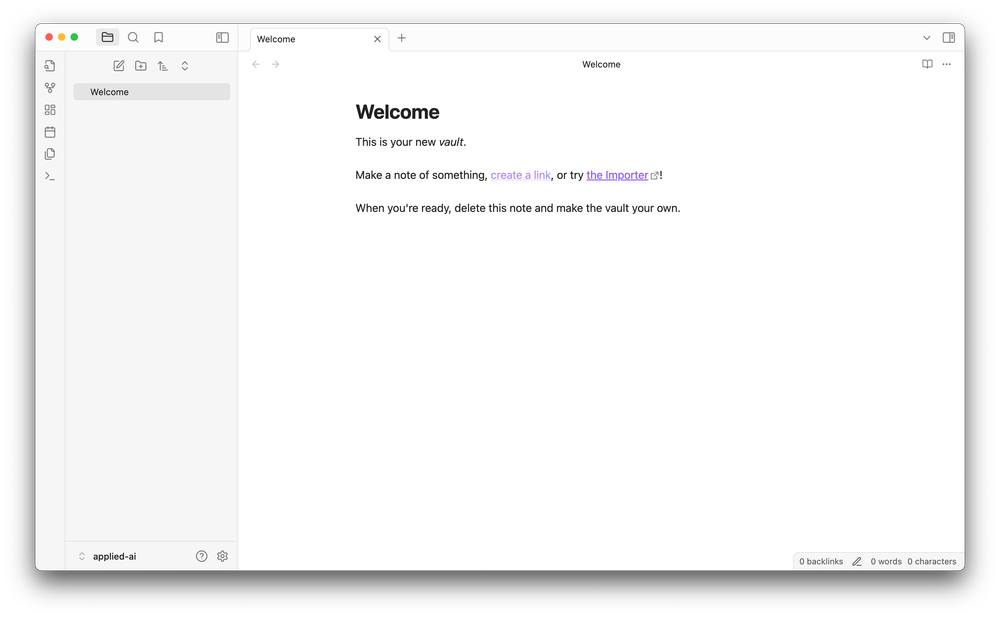 Welcome
Welcome
Welcome
Welcome
This is your new vault.
Make a note of something, create a link, or try the Importer!
When you're ready, delete this note and make the vault your own.
applied-ai
0 backlinks 0 words 0 characters